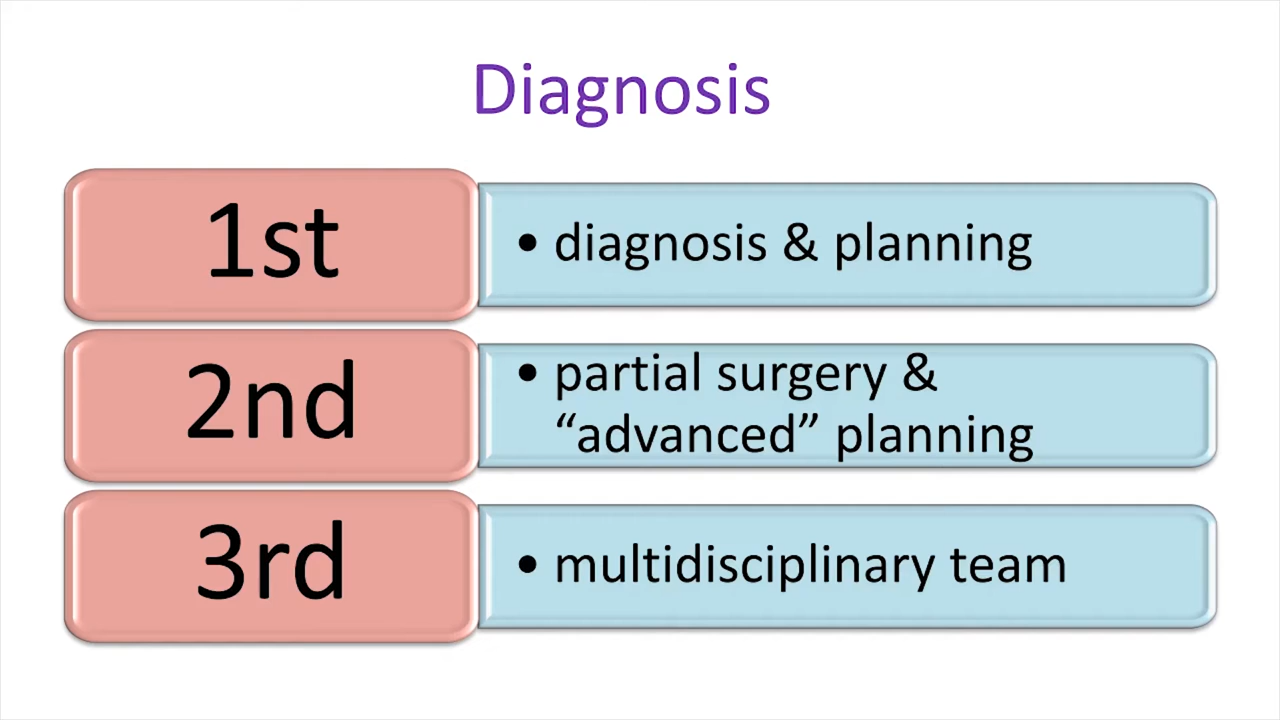 Diagnosis
1st
• diagnosis & planning
2nd
• partial surgery &
“advanced” planning
3rd
• multidisciplinary team